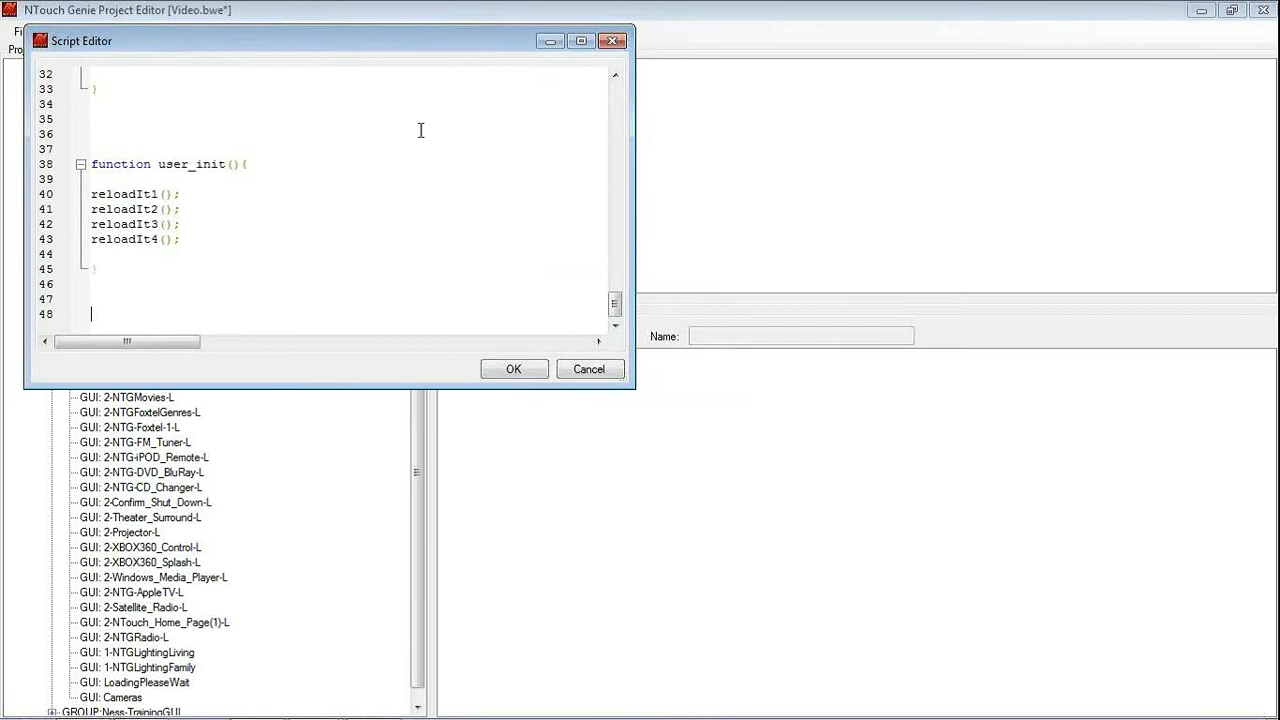 NTouch Genie Project Editor [Video.bwe*]
Script Editor
32
33 }
34
35
36
37
38 function user_init(){
39
40 reloadIt1();
41 reloadIt2();
42 reloadIt3();
43 reloadIt4();
44
45 }
46
47
48
OK Cancel
Name:
GUI: 2-NTGMovies-L
GUI: 2-NTGFoxtelGenres-L
GUI: 2-NTG-Foxtel-1-L
GUI: 2-NTG-FM_Tuner-L
GUI: 2-NTG-iPOD_Remote-L
GUI: 2-NTG-DVD_BluRay-L
GUI: 2-NTG-CD_Changer-L
GUI: 2-Confirm_Shut_Down-L
GUI: 2-Theater_Surround-L
GUI: 2-Projector-L
GUI: 2-XBOX360_Control-L
GUI: 2-XBOX360_Splash-L
GUI: 2-Windows_Media_Player-L
GUI: 2-NTG-AppleTV-L
GUI: 2-Satellite_Radio-L
GUI: 2-NTouch_Home_Page(1)-L
GUI: 2-NTGRadio-L
GUI: 1-NTGLightingLiving
GUI: 1-NTGLightingFamily
GUI: LoadingPleaseWait
GUI: Cameras
GROUP:Ness-TrainingGUI